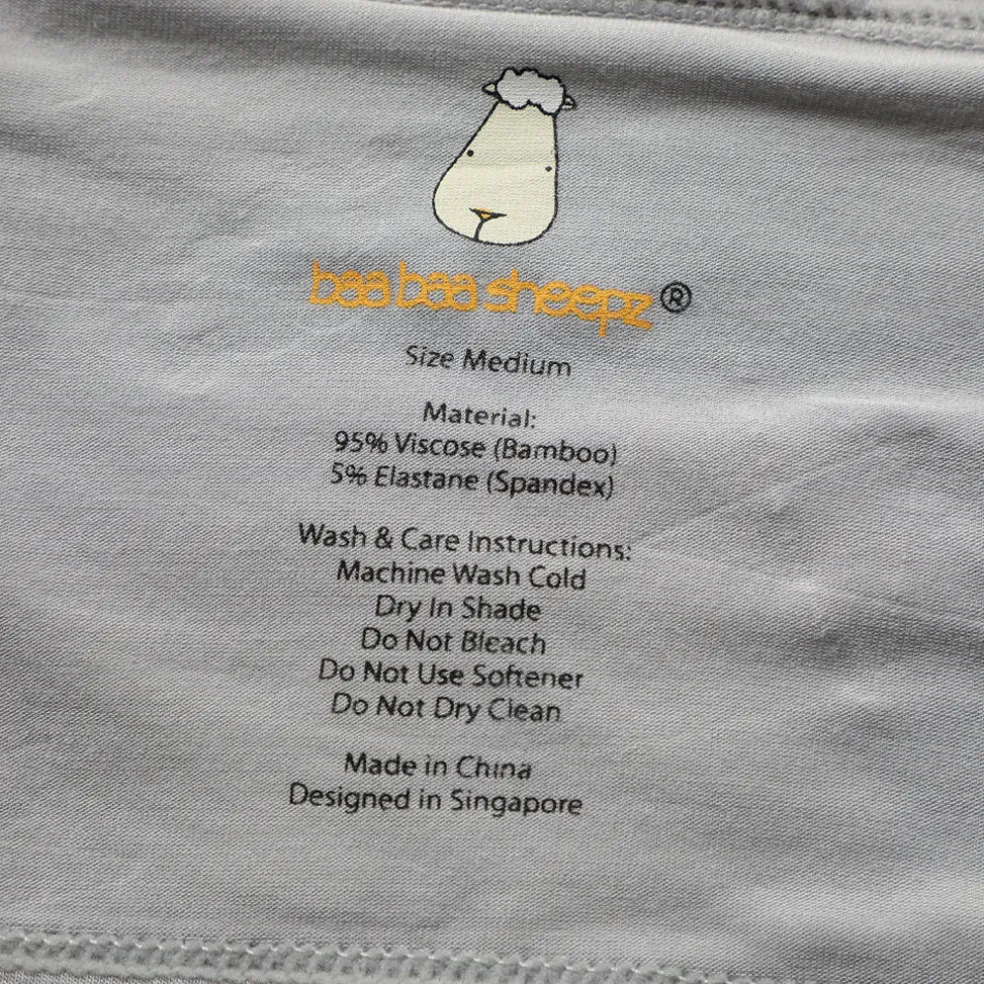 baa baa sheepz®
Size Medium
Material:
95% Viscose (Bamboo)
5% Elastane (Spandex)
Wash & Care Instructions:
Machine Wash Cold
Dry In Shade
Do Not Bleach
Do Not Use Softener
Do Not Dry Clean
Made in China
Designed in Singapore